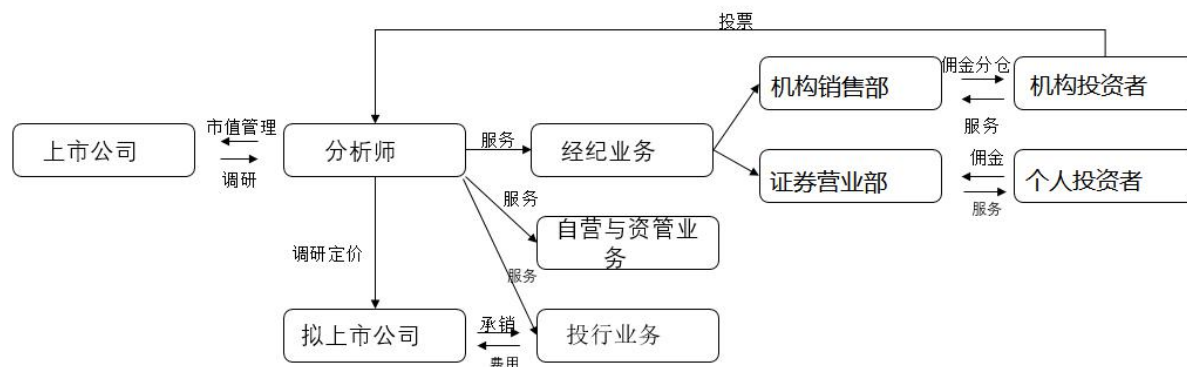 投票
机构销售部
佣金分仓
机构投资者
服务
上市公司
市值管理
调研
分析师
服务
经纪业务
证券营业部
佣金
服务
个人投资者
服务
自营与资管业
务
调研定价
服务
拟上市公司
承销
费用
投行业务